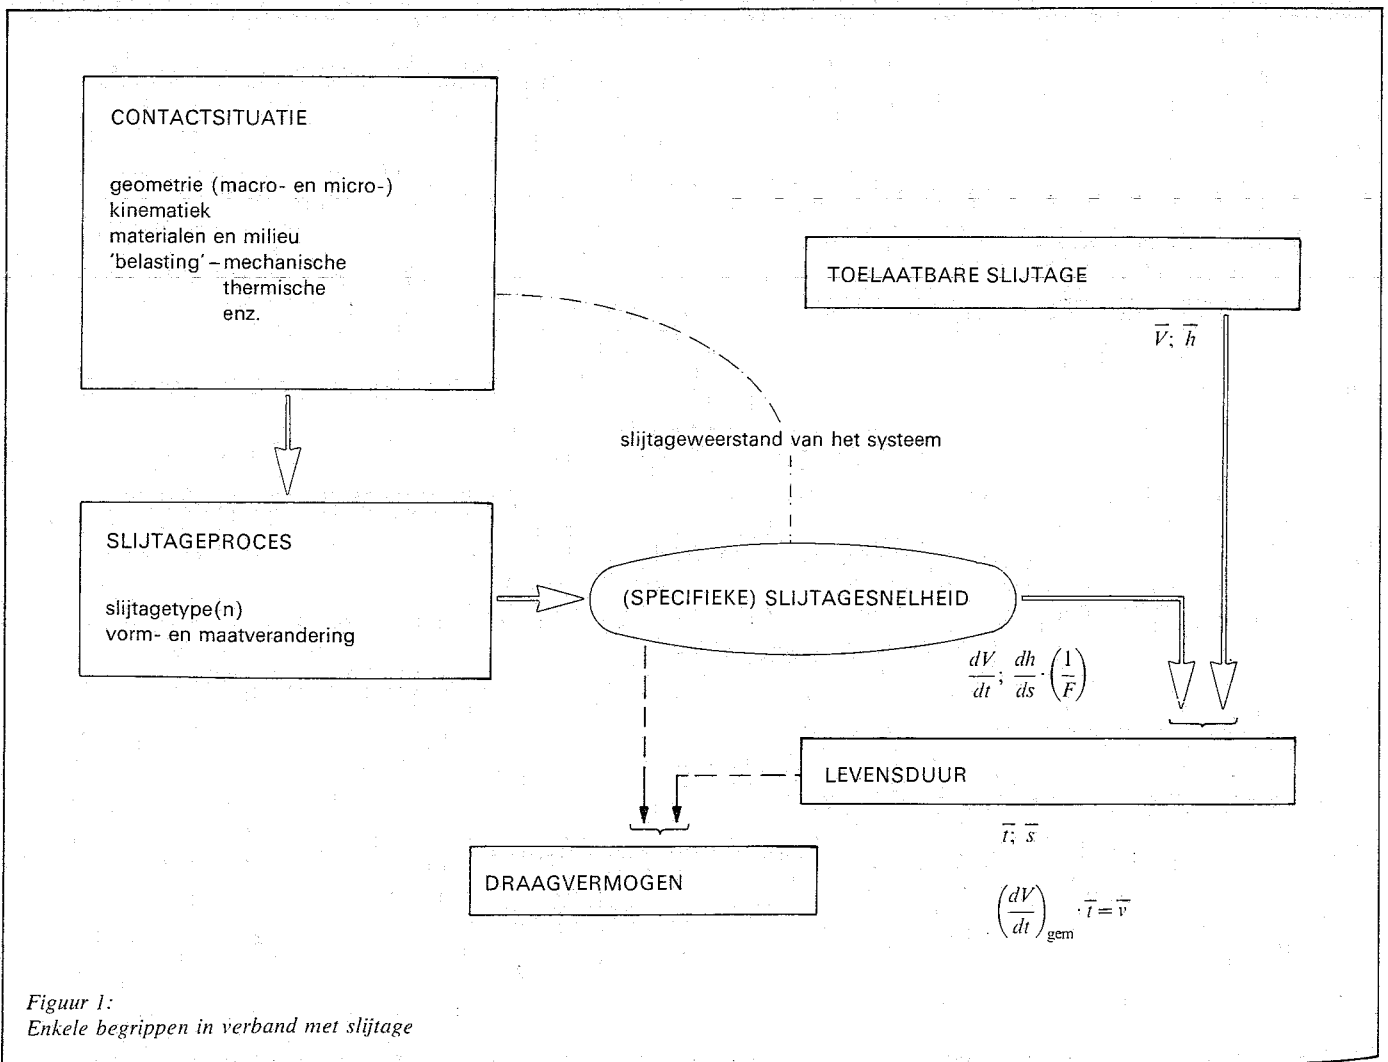 CONTACTSITUATIE
geometrie (macro- en micro-)
kinematiek
materialen en milieu
'belasting' – mechanische
thermische
enz.
TOELAATBARE SLIJTAGE
V̅; h̅
slijtageweerstand van het systeem
SLIJTAGEPROCES
slijtagetype(n)
vorm- en maatverandering
(SPECIFIEKE) SLIJTAGESNELHEID
dV/dt; dh/ds · (1/F)
LEVENSDUUR
t̅; s̅
DRAAGVERMOGEN
(dV/dt)gem · t̅ = v̅
Figuur 1:
Enkele begrippen in verband met slijtage